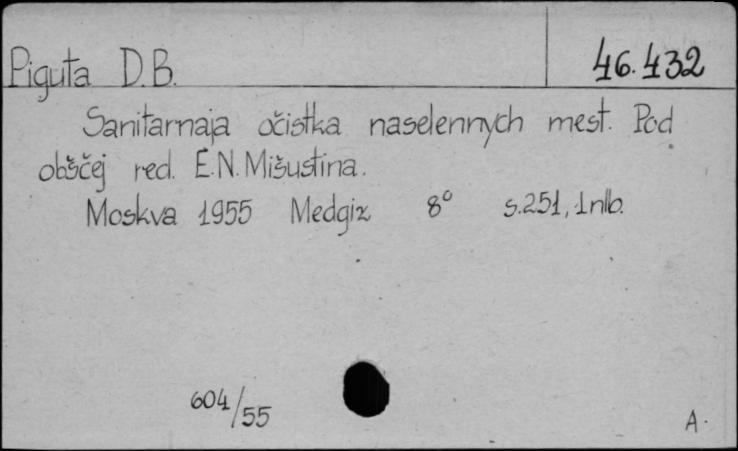 Piguta D.B.
46.432
Sanitarnaja očistka naselennych mest. Pod
obščej red. E.N. Mišustina.
Moskva 1955 Medgiz 8° s.251, 1nlb.
604/55
A.